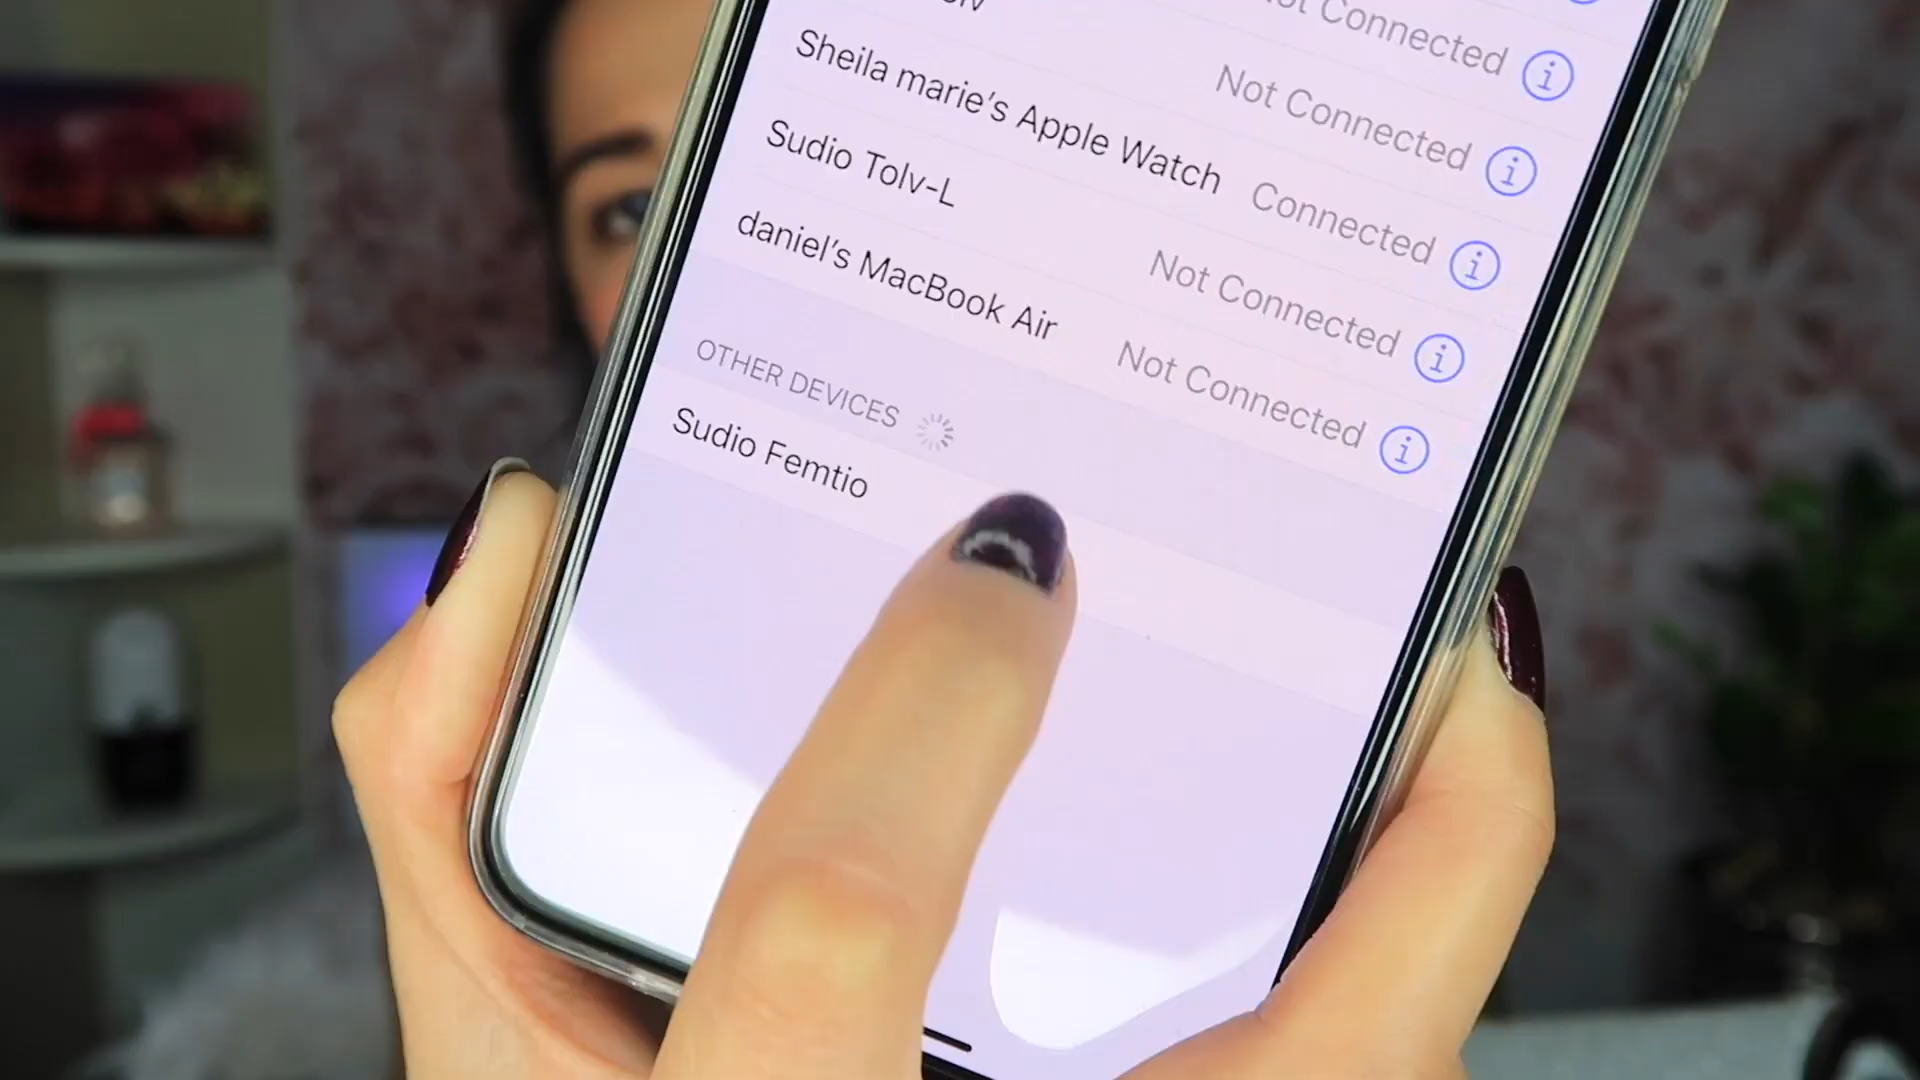 Not Connected
Not Connected
Sheila marie's Apple Watch Connected
Sudio Tolv-L Not Connected
daniel's MacBook Air Not Connected
OTHER DEVICES
Sudio Femtio